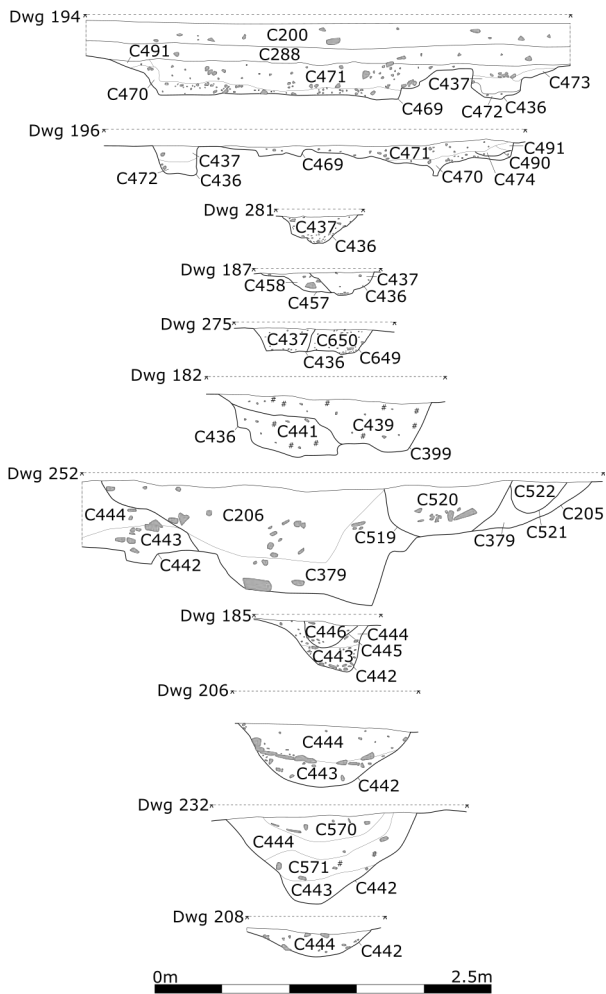 Dwg 194
C200
C288
C491
C471
C437
C473
C470
C469
C472 C436
Dwg 196
C437
C471
C491
C490
C472
C436
C469
C470
C474
Dwg 281
C437
C436
Dwg 187
C437
C458
C436
C457
Dwg 275
C437 C650
C436
C649
Dwg 182
C436
C441
C439
C399
Dwg 252
C444
C206
C520
C522
C443
C519
C205
C442
C379
C379
C521
Dwg 185
C446
C444
C443
C445
C442
Dwg 206
C444
C443
C442
Dwg 232
C570
C444
C571
C443
C442
Dwg 208
C444
C442
0m 2.5m